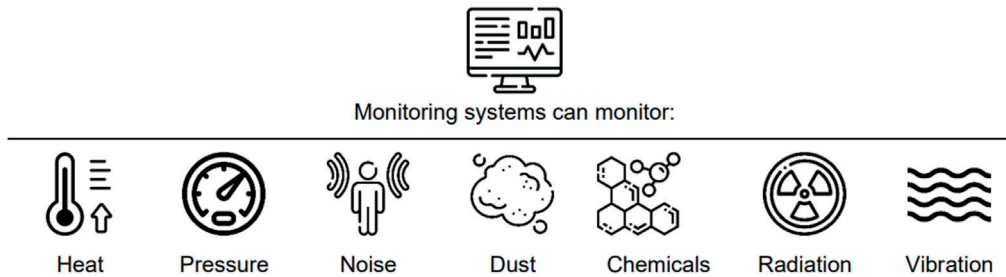 Monitoring systems can monitor:
Heat Pressure Noise Dust Chemicals Radiation Vibration